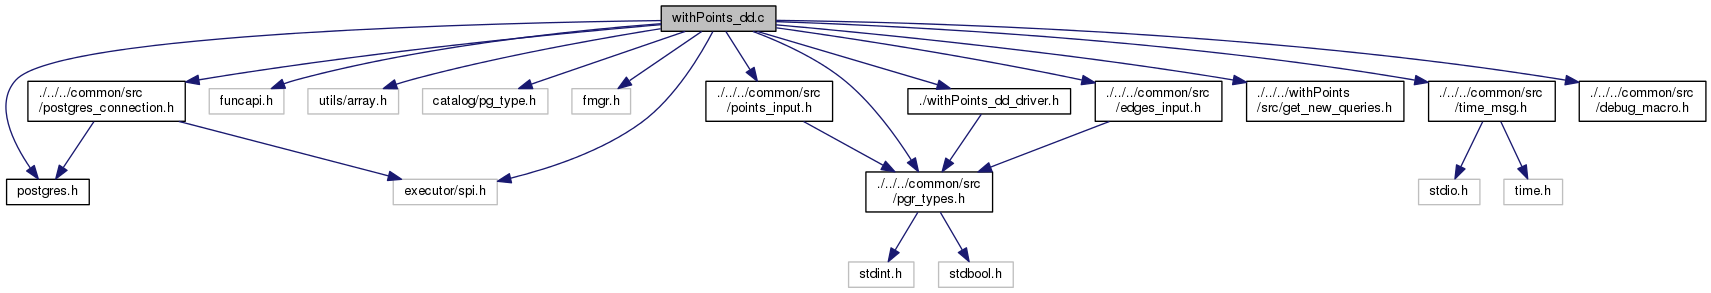 withPoints_dd.c
./../../common/src
/postgres_connection.h
funcapi.h
utils/array.h
catalog/pg_type.h
fmgr.h
./../../common/src
/points_input.h
./withPoints_dd_driver.h
./../../common/src
/edges_input.h
./../../withPoints
/src/get_new_queries.h
./../../common/src
/time_msg.h
./../../common/src
/debug_macro.h
postgres.h
executor/spi.h
./../../common/src
/pgr_types.h
stdio.h
time.h
stdint.h
stdbool.h